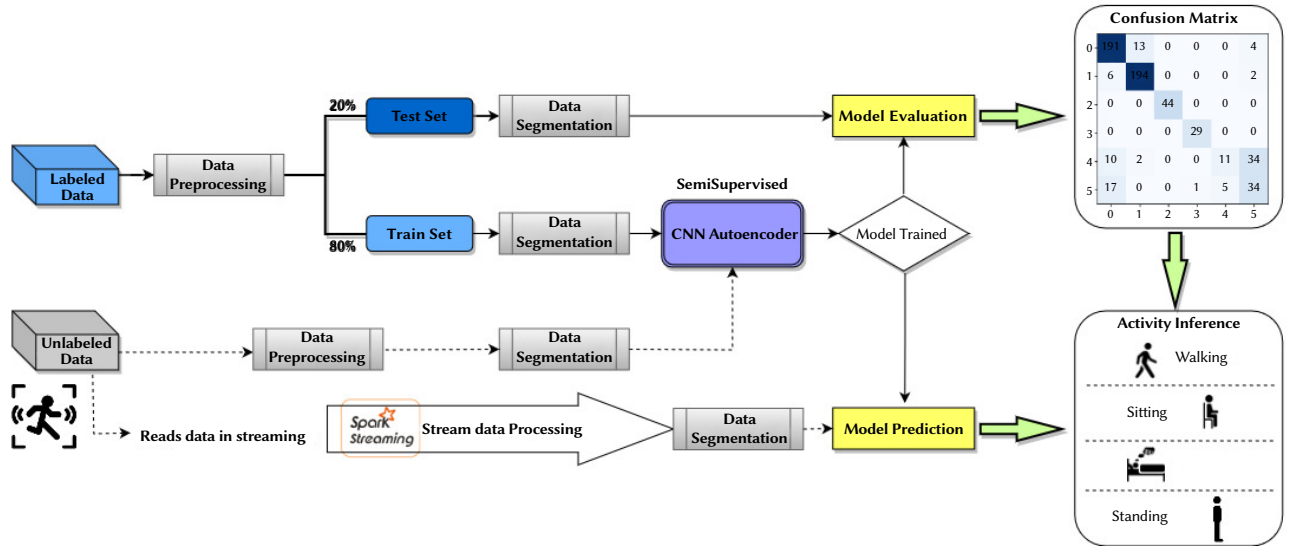 Confusion Matrix
0 191 13 0 0 0 4
1 6 194 0 0 0 2
2 0 0 44 0 0 0
3 0 0 0 29 0 0
4 10 2 0 0 11 34
5 17 0 0 1 5 34
0 1 2 3 4 5
20%
Test Set
Data
Segmentation
Model Evaluation
Labeled
Data
Data
Preprocessing
80%
Train Set
Data
Segmentation
SemiSupervised
CNN Autoencoder
Model Trained
Unlabeled
Data
Data
Preprocessing
Data
Segmentation
Reads data in streaming
Spark
Streaming
Stream data Processing
Data
Segmentation
Model Prediction
Activity Inference
Walking
Sitting
Standing